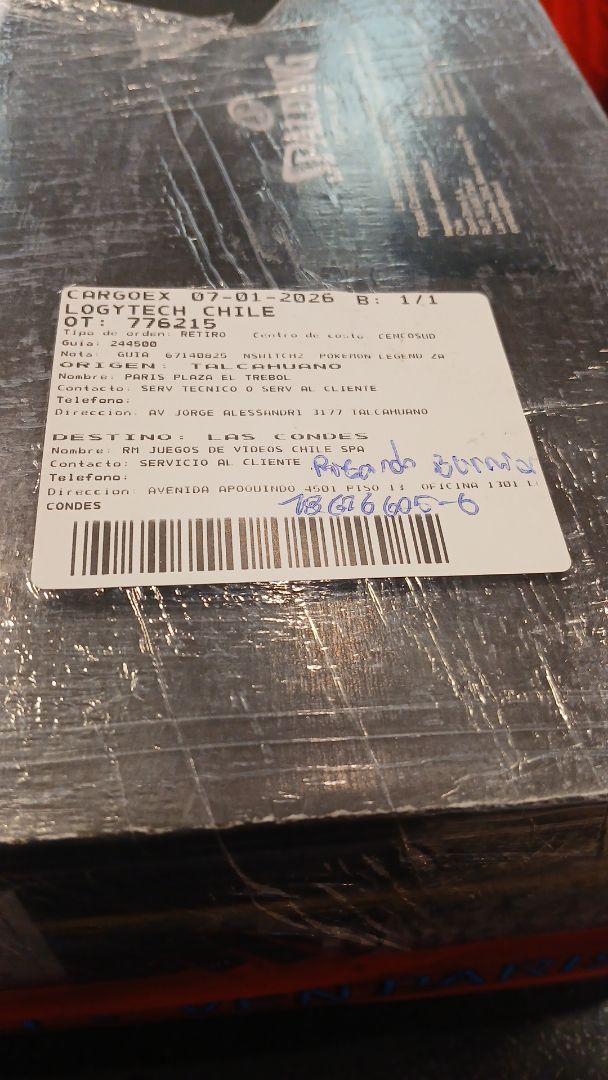 SPALDING
CARGOEX 07-01-2026 B: 1/1
LOGYTECH CHILE
OT: 776215
Tipo de orden: RETIRO Centro de costo CENCOSUD
Guia: 244500
Nota: GUIA 67140825 NSWITCH2 POKEMON LEGEND ZA
ORIGEN: TALCAHUANO
Nombre: PARIS PLAZA EL TREBOL
Contacto: SERV TECNICO O SERV AL CLIENTE
Telefono:
Direccion: AV JORGE ALESSANDRI 3177 TALCAHUANO
DESTINO: LAS CONDES
Nombre: RM JUEGOS DE VIDEOS CHILE SPA
Contacto: SERVICIO AL CLIENTE
Telefono:
Direccion: AVENIDA APOQUINDO 4501 PISO 13 OFICINA 1301 L
CONDES